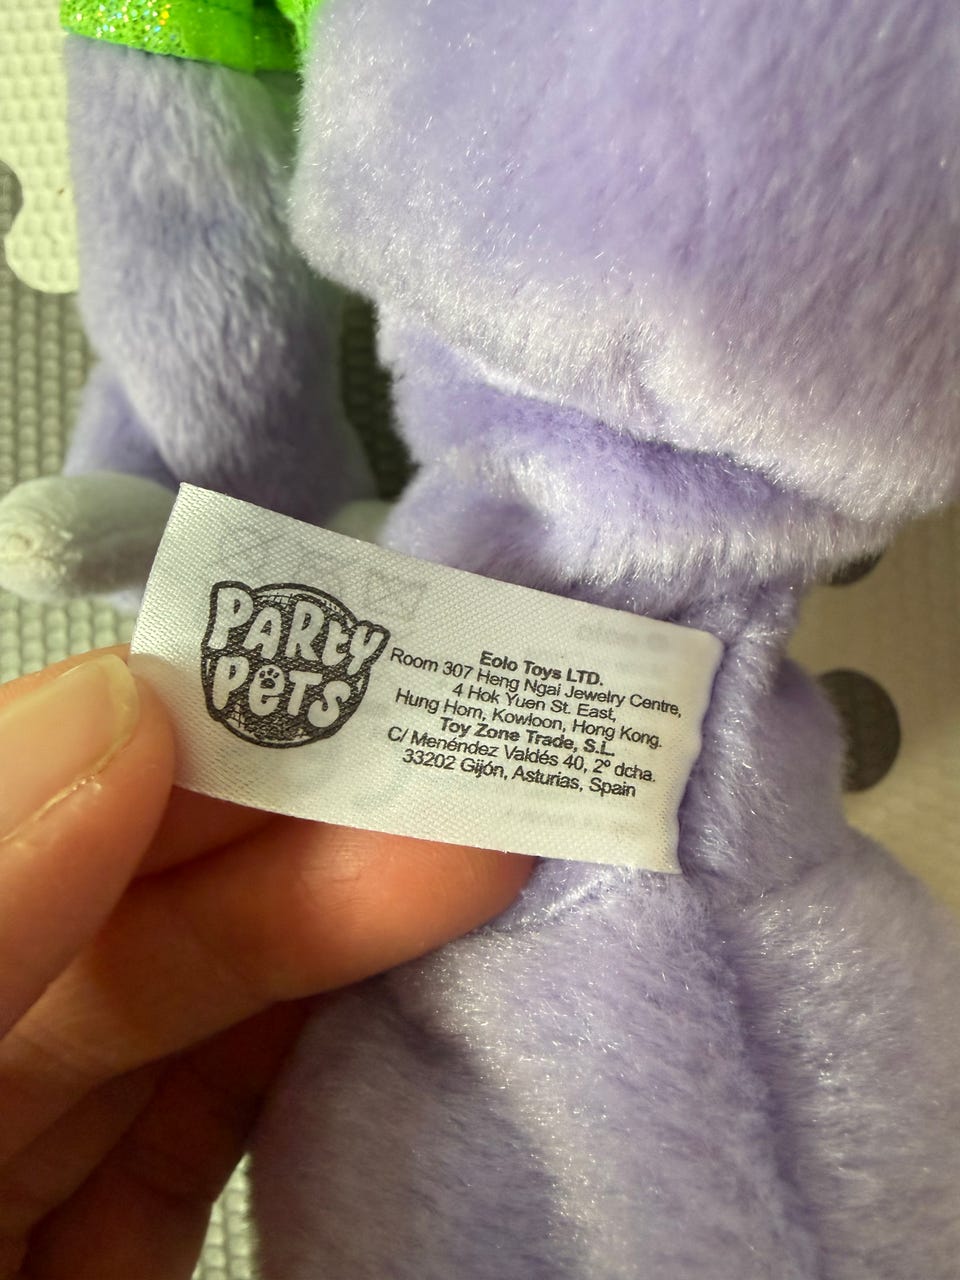 PARTY
PETS
Eolo Toys LTD.
Room 307 Heng Ngai Jewelry Centre,
4 Hok Yuen St. East,
Hung Hom, Kowloon, Hong Kong.
Toy Zone Trade, S.L.
C/ Menéndez Valdés 40, 2º dcha.
33202 Gijón, Asturias, Spain